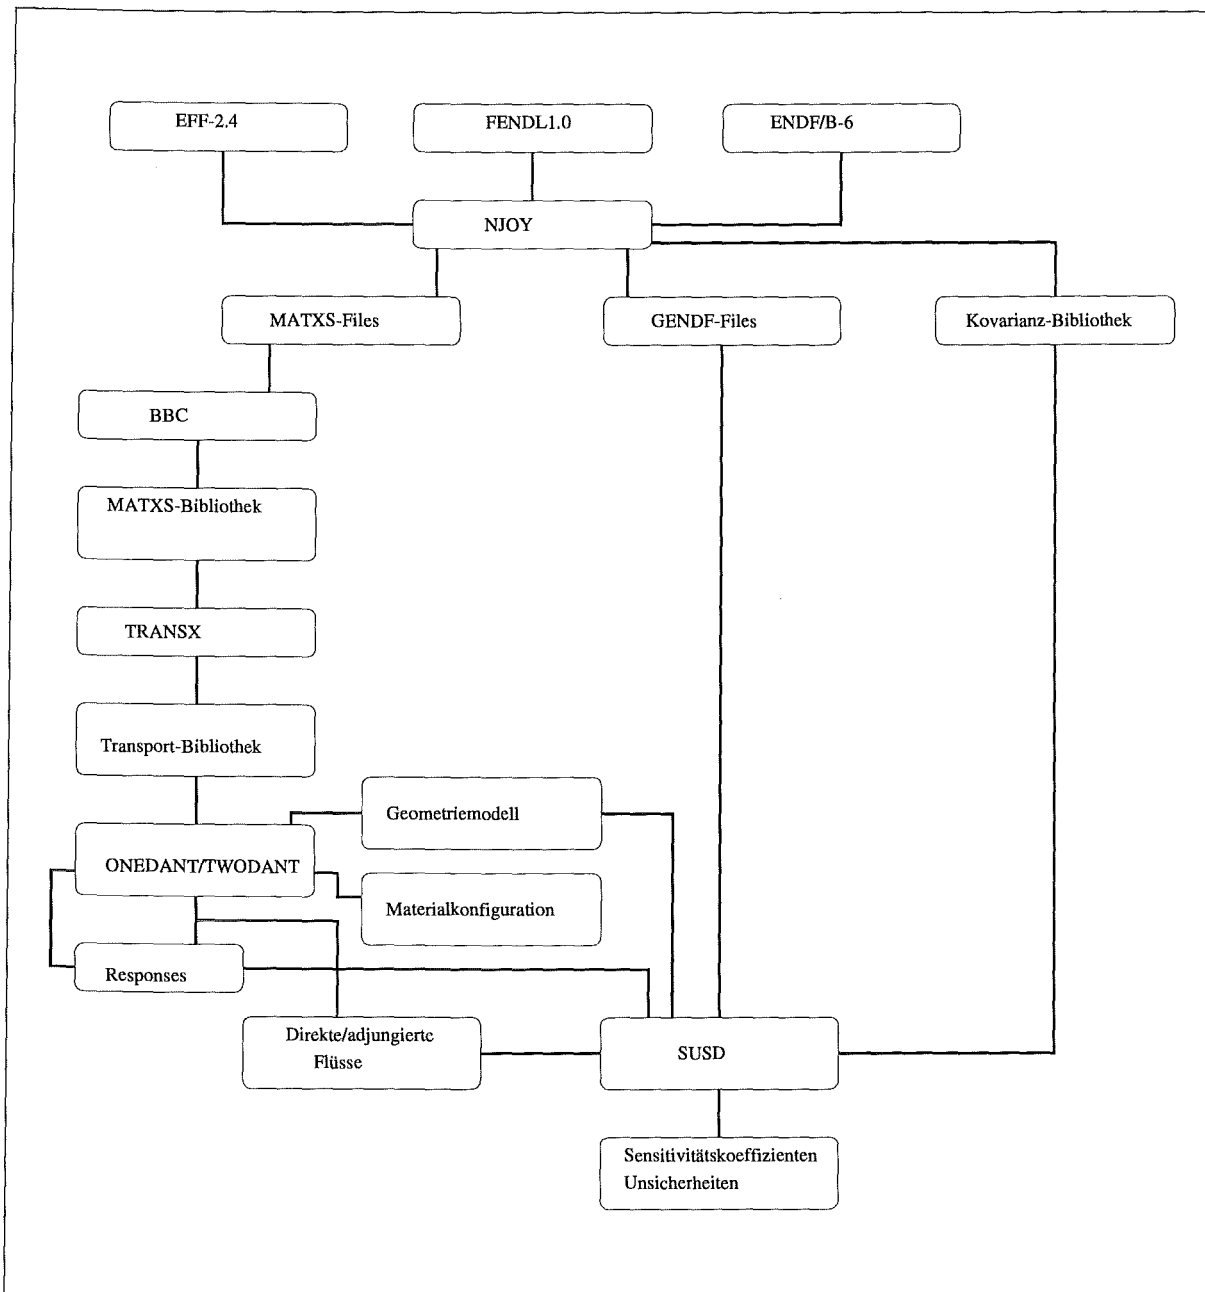 EFF-2.4
FENDL1.0
ENDF/B-6
NJOY
MATXS-Files
GENDF-Files
Kovarianz-Bibliothek
BBC
MATXS-Bibliothek
TRANSX
Transport-Bibliothek
Geometriemodell
ONEDANT/TWODANT
Materialkonfiguration
Responses
Direkte/adjungierte
Flüsse
SUSD
Sensitivitätskoeffizienten
Unsicherheiten